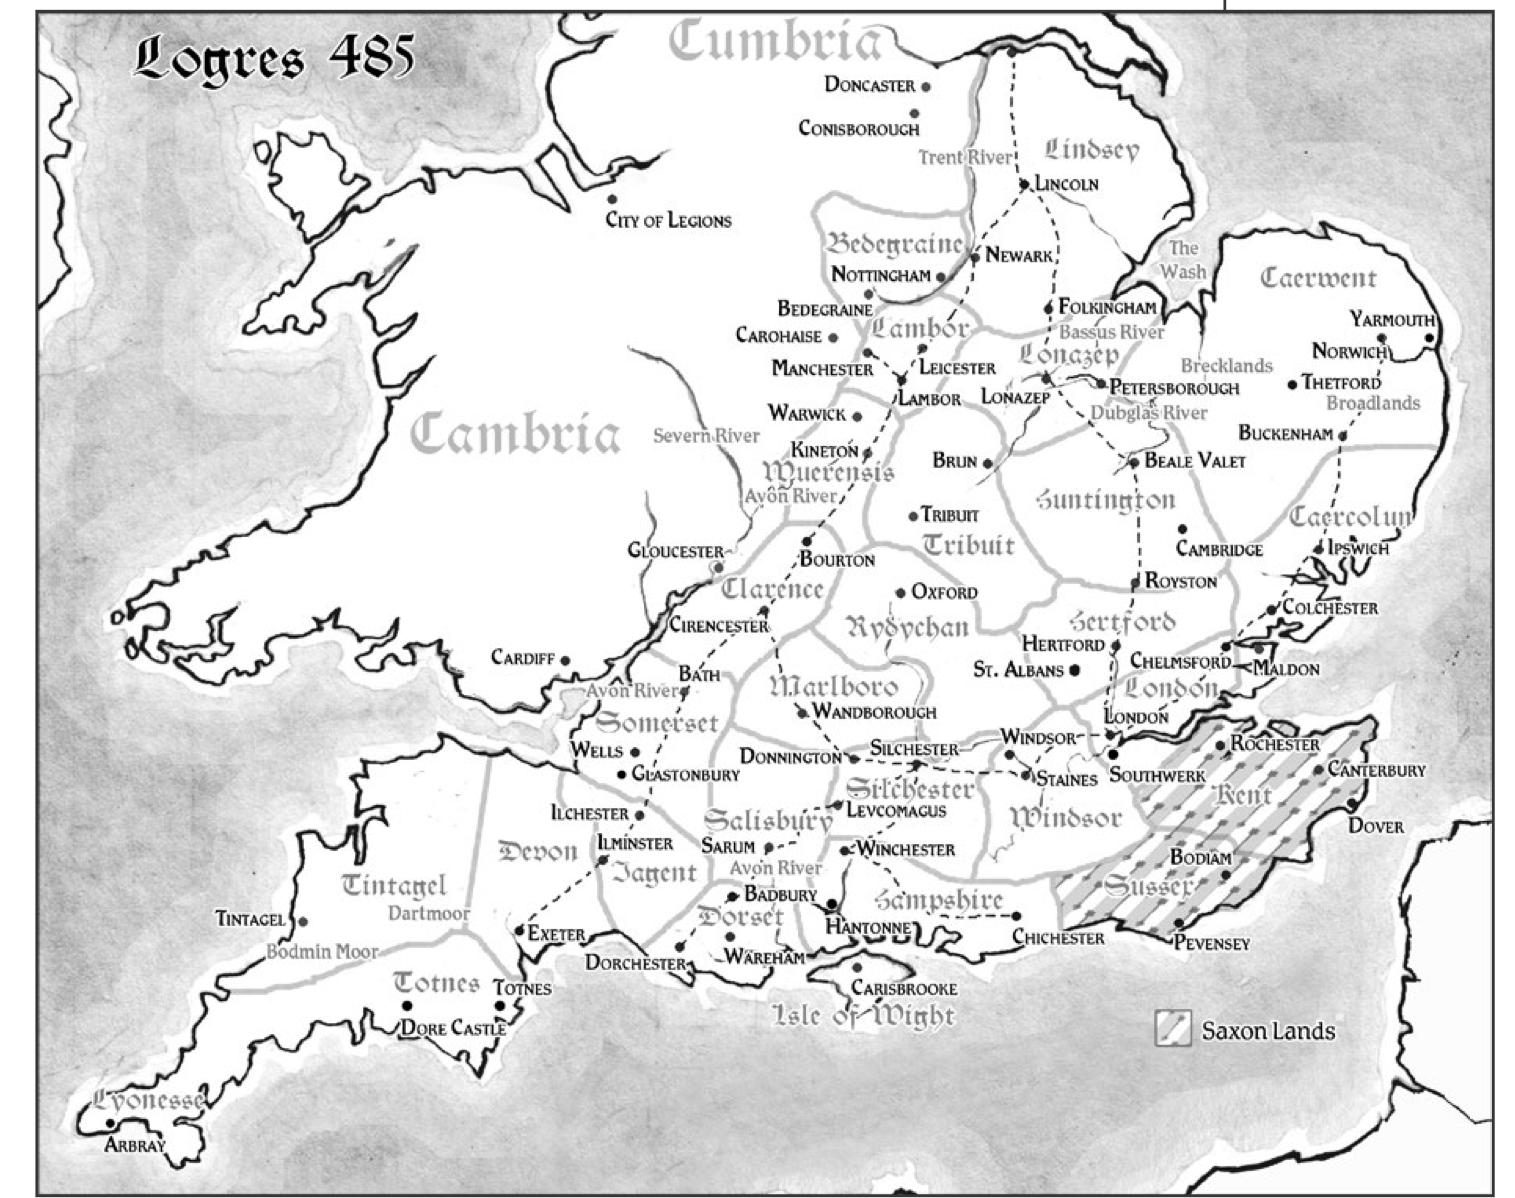 Logres 485
Cumbria
Doncaster
Conisborough
Trent River
Lindsey
Lincoln
City of Legions
Bedegraine
Newark
The
Wash
Caerwent
Nottingham
Bedegraine
Folkingham
Bassus River
Yarmouth
Norwich
Carohaise
Lambor
Manchester
Leicester
Lonazep
Brecklands
Lambor
Lonazep
Petersborough
Thetford
Broadlands
Dubglas River
Cambria
Severn River
Warwick
Kineton
Wuerensis
Avon River
Brun
Beale Valet
Buckenham
Huntington
Tribuit
Tribuit
Caercolun
Cambridge
Ipswich
Gloucester
Bourton
Clarence
Oxford
Royston
Colchester
Cirencester
Rydychan
Hertford
Hertford
St. Albans
Chelmsford
Maldon
Cardiff
Bath
Avon River
Marlboro
London
Somerset
Wandborough
London
Wells
Glastonbury
Donnington
Silchester
Windsor
Rochester
Staines
Southwerk
Canterbury
Silchester
Kent
Ilchester
Levcomagus
Salisbury
Windsor
Dover
Devon
Ilminster
Jagent
Sarum
Winchester
Avon River
Bodiam
Sussex
Tintagel
Dartmoor
Tintagel
Badbury
Dorset
Hampshire
Hantonne
Chichester
Pevensey
Exeter
Bodmin Moor
Dorchester
Wareham
Totnes
Totnes
Dore Castle
Carisbrooke
Isle of Wight
Saxon Lands
Lyonesse
Arbray